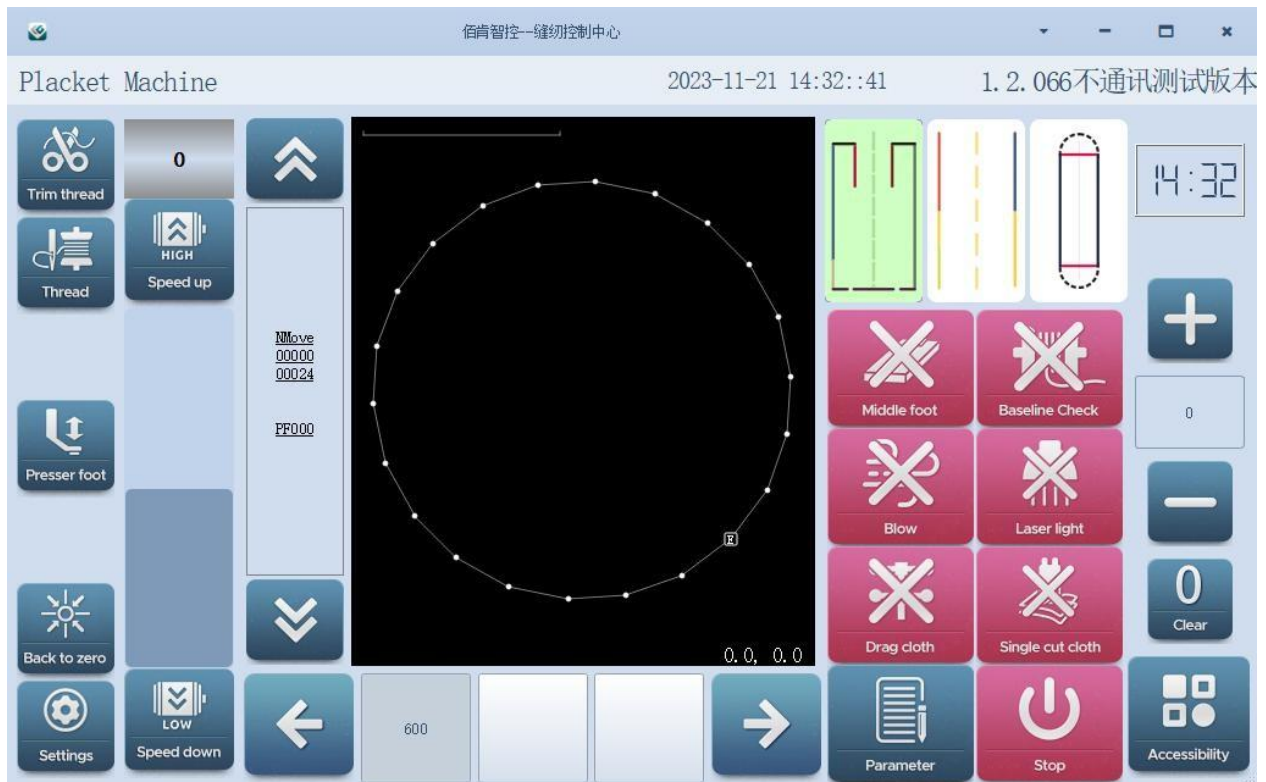 佰肯智控--缝纫控制中心
Placket Machine
2023-11-21 14:32::41
1.2.066不通讯测试版本
Trim thread
0
14:32
Thread
HIGH
Speed up
NMove
00000
00024
PF000
Middle foot
Baseline Check
0
Presser foot
Blow
Laser light
E
Drag cloth
Single cut cloth
0
Clear
Back to zero
0.0, 0.0
Settings
LOW
Speed down
600
Parameter
Stop
Accessibility